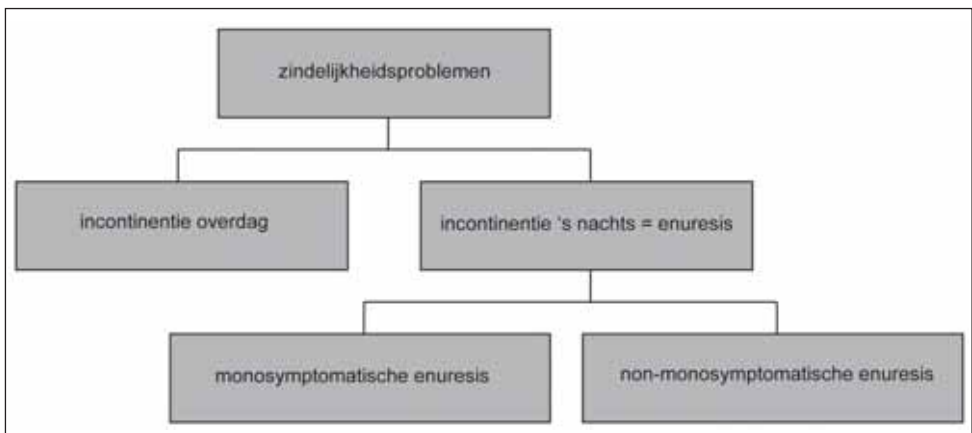 zindelijkheidsproblemen
incontinentie overdag
incontinentie 's nachts = enuresis
monosymptomatische enuresis
non-monosymptomatische enuresis